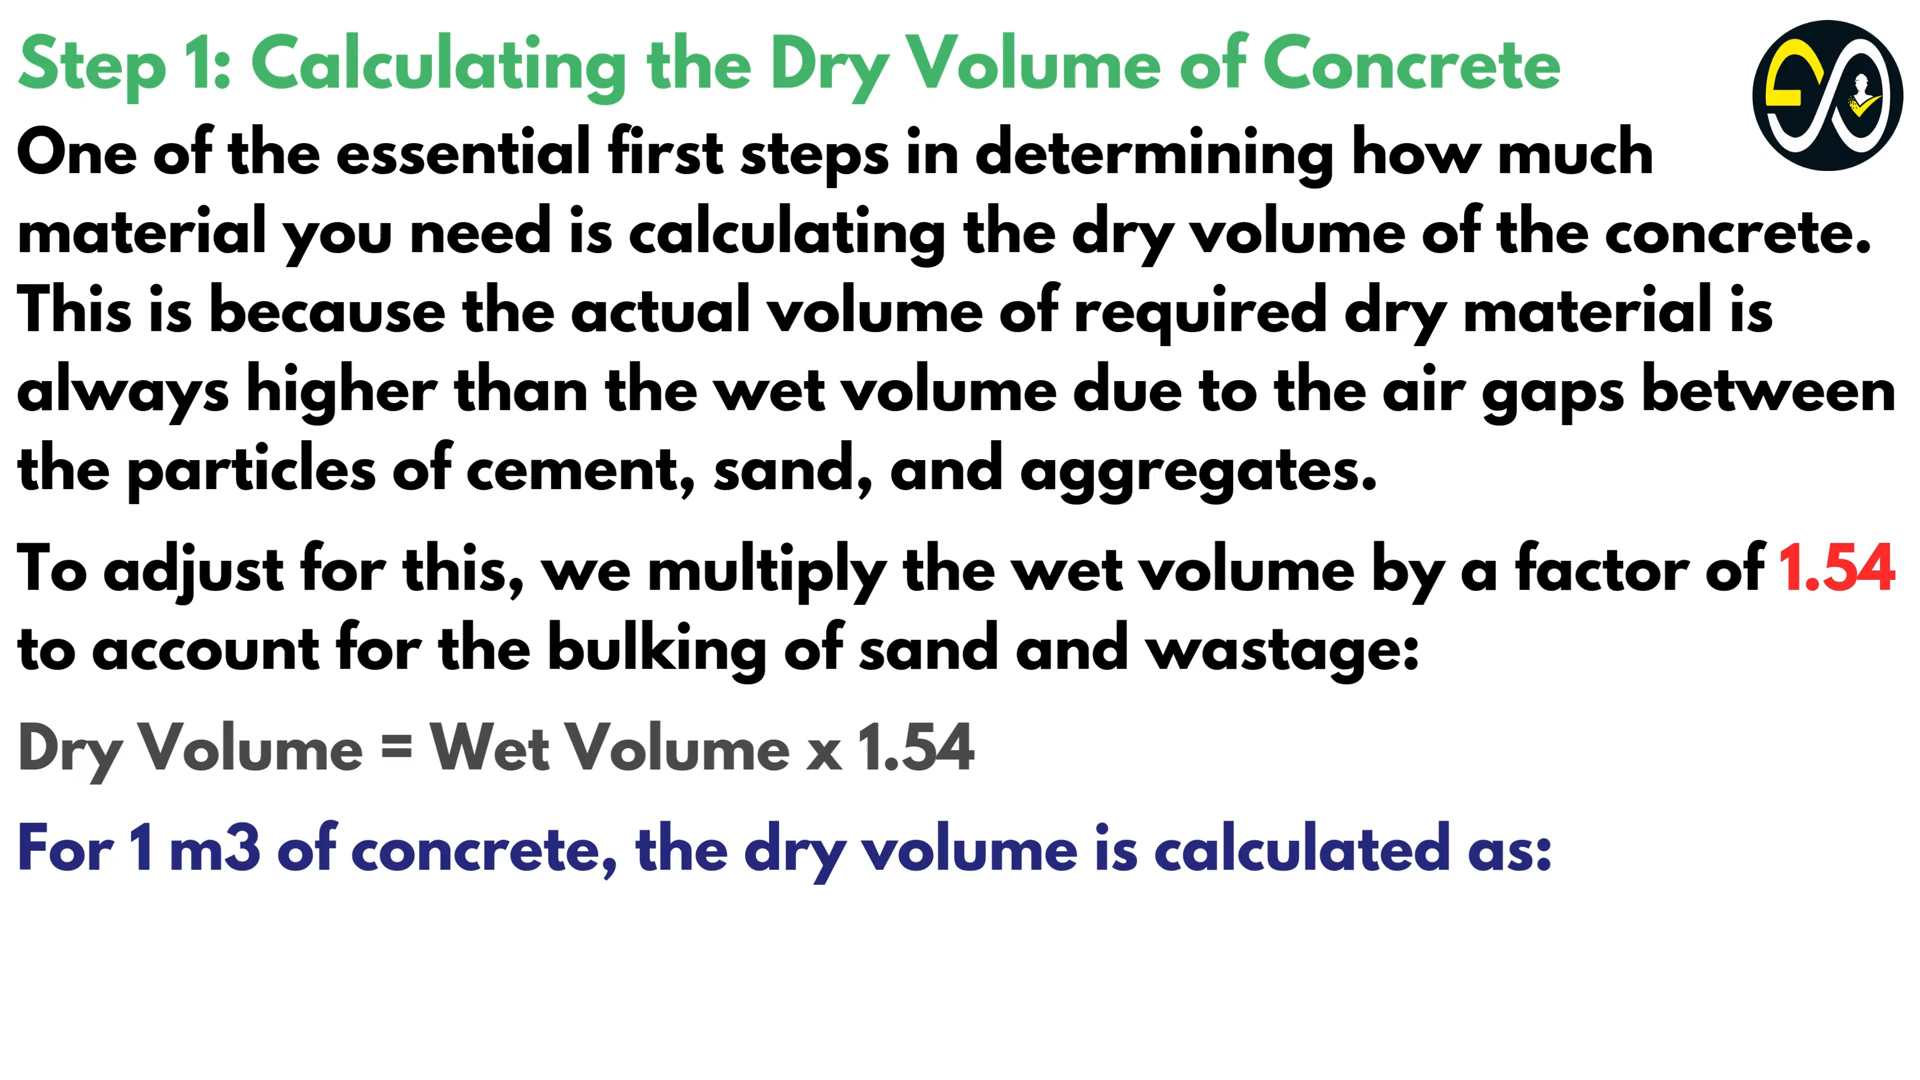 Step 1: Calculating the Dry Volume of Concrete
One of the essential first steps in determining how much
material you need is calculating the dry volume of the concrete.
This is because the actual volume of required dry material is
always higher than the wet volume due to the air gaps between
the particles of cement, sand, and aggregates.
To adjust for this, we multiply the wet volume by a factor of 1.54
to account for the bulking of sand and wastage:
Dry Volume = Wet Volume x 1.54
For 1 m3 of concrete, the dry volume is calculated as: